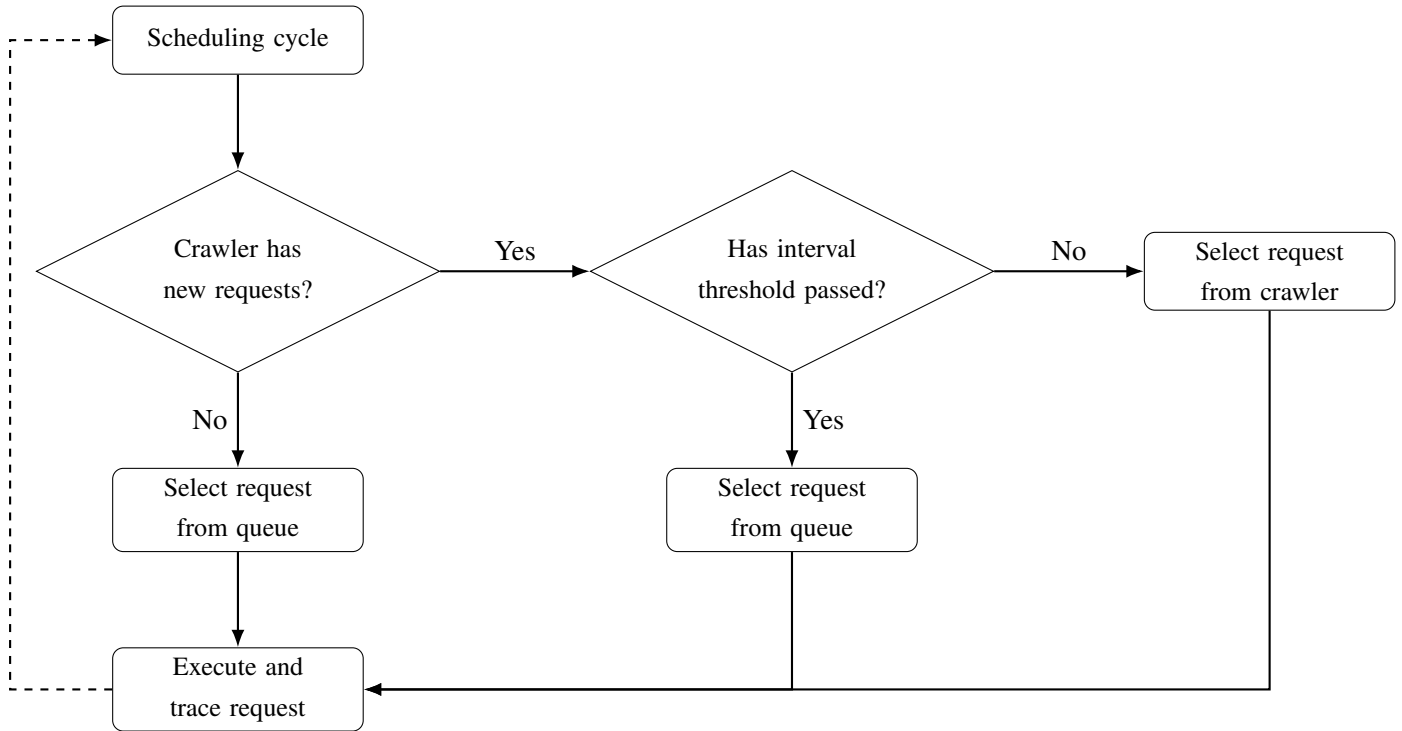 Scheduling cycle
Crawler has
new requests?
Yes
Has interval
threshold passed?
No
Select request
from crawler
No
Yes
Select request
from queue
Select request
from queue
Execute and
trace request